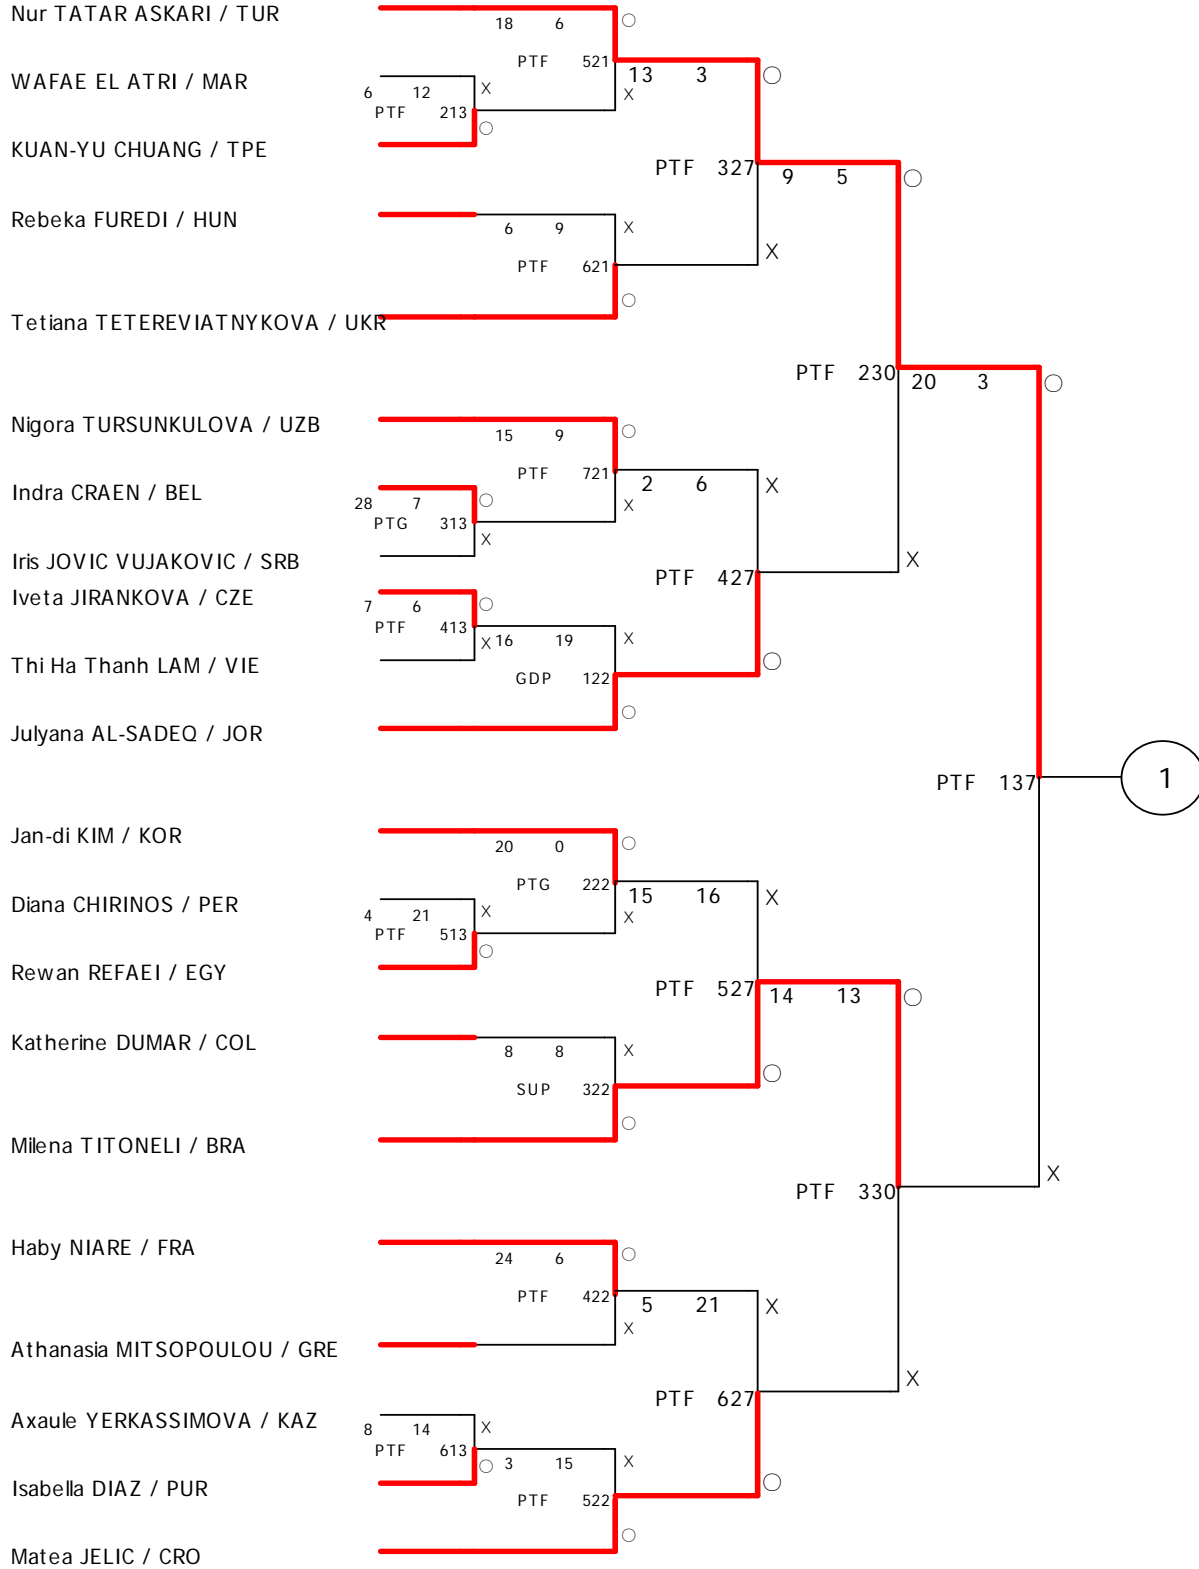 Nur TATAR ASKARI / TUR
18 6
PTF 521
13 3
WAFAE EL ATRI / MAR
6 12
X
X
PTF 213
KUAN-YU CHUANG / TPE
PTF 327
9 5
Rebeka FUREDI / HUN
6 9
X
X
PTF 621
Tetiana TETEREVIATNYKOVA / UKR
PTF 230
20 3
Nigora TURSUNKULOVA / UZB
15 9
PTF 721
2 6
X
Indra CRAEN / BEL
28 7
X
PTG 313
X
Iris JOVIC VUJAKOVIC / SRB
X
PTF 427
Iveta JIRANKOVA / CZE
7 6
PTF 413
X
16 19
X
Thi Ha Thanh LAM / VIE
GDP 122
Julyana AL-SADEQ / JOR
PTF 137
1
Jan-di KIM / KOR
20 0
PTG 222
15 16
X
Diana CHIRINOS / PER
4 21
X
X
PTF 513
Rewan REFAEI / EGY
PTF 527
14 13
Katherine DUMAR / COL
8 8
X
SUP 322
Milena TITONELI / BRA
X
PTF 330
Haby NIARE / FRA
24 6
PTF 422
5 21
X
X
Athanasia MITSOPOULOU / GRE
X
PTF 627
Axaule YERKASSIMOVA / KAZ
8 14
X
PTF 613
3 15
X
Isabella DIAZ / PUR
PTF 522
Matea JELIC / CRO